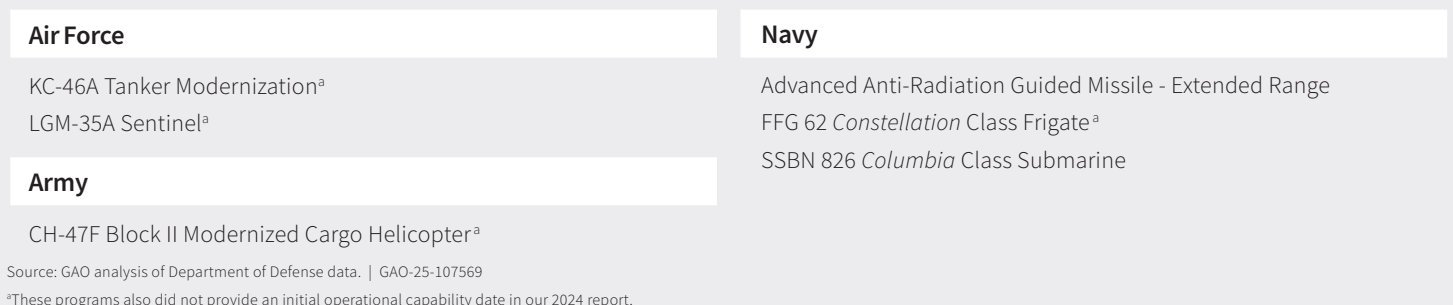 Air Force
KC-46A Tanker Modernizationᵃ
LGM-35A Sentinelᵃ
Army
CH-47F Block II Modernized Cargo Helicopterᵃ
Navy
Advanced Anti-Radiation Guided Missile - Extended Range
FFG 62 Constellation Class Frigateᵃ
SSBN 826 Columbia Class Submarine
Source: GAO analysis of Department of Defense data. | GAO-25-107569
ᵃThese programs also did not provide an initial operational capability date in our 2024 report.